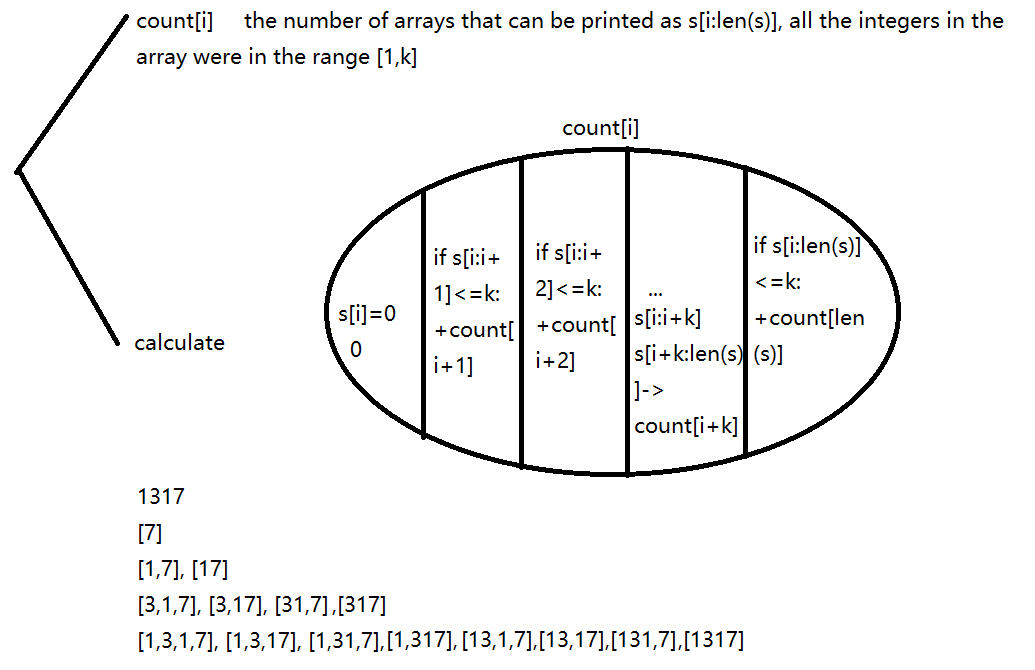 count[i] the number of arrays that can be printed as s[i:len(s)], all the integers in the
array were in the range [1,k]
count[i]
s[i]=0
0
if s[i:i+
1]<=k:
+count[
i+1]
if s[i:i+
2]<=k:
+count[
i+2]
...
s[i:i+k]
s[i+k:len(s)
]->
count[i+k]
if s[i:len(s)]
<=k:
+count[len
(s)]
calculate
1317
[7]
[1,7], [17]
[3,1,7], [3,17], [31,7],[317]
[1,3,1,7], [1,3,17], [1,31,7],[1,317],[13,1,7],[13,17],[131,7],[1317]